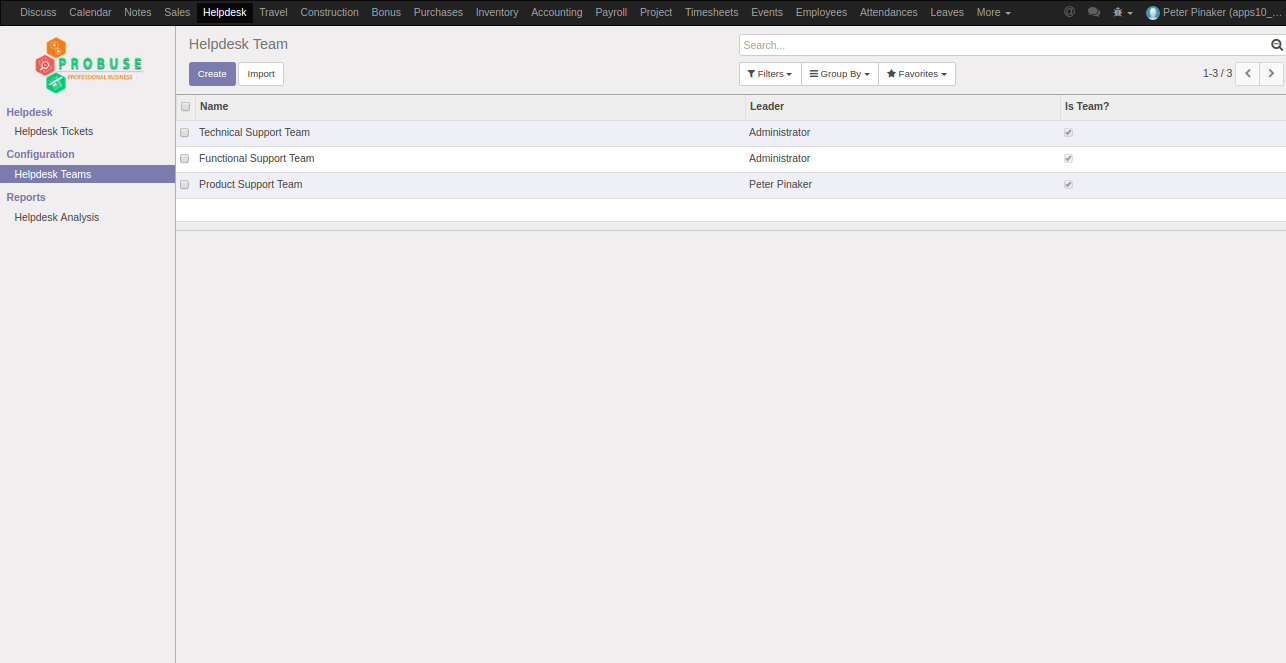 Discuss Calendar Notes Sales Helpdesk Travel Construction Bonus Purchases Inventory Accounting Payroll Project Timesheets Events Employees Attendances Leaves More @ Peter Pinaker (apps10_...
PROBUSE
PROFESSIONAL BUSINESS
Helpdesk
Helpdesk Tickets
Configuration
Helpdesk Teams
Reports
Helpdesk Analysis
Helpdesk Team
Search...
Create Import
Filters Group By Favorites 1-3 / 3
Name Leader Is Team?
Technical Support Team Administrator
Functional Support Team Administrator
Product Support Team Peter Pinaker